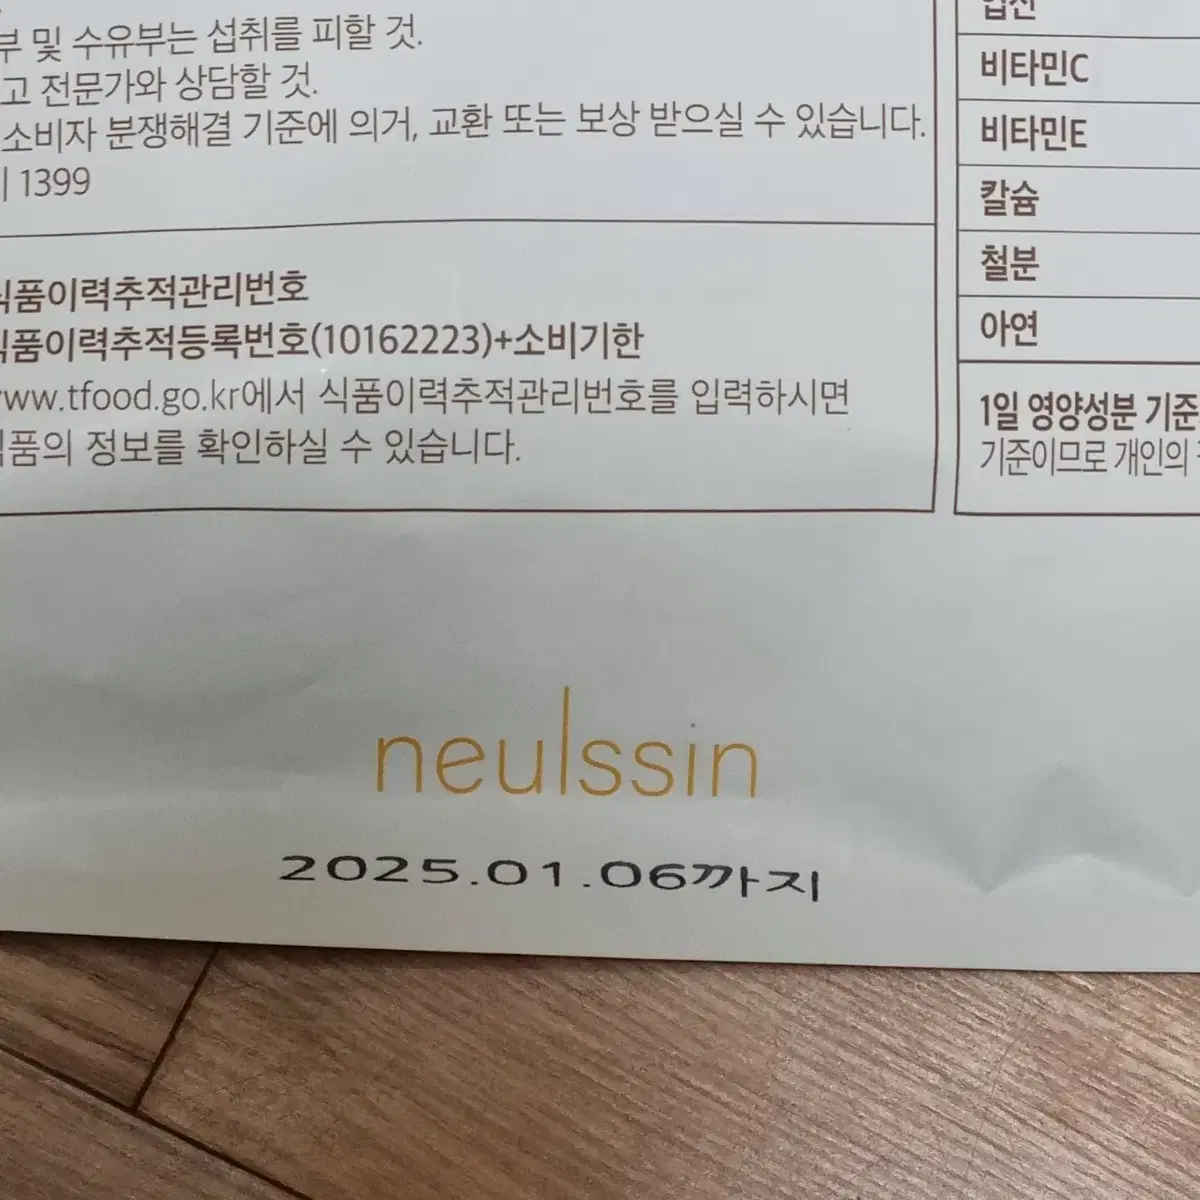 부 및 수유부는 섭취를 피할 것.
고 전문가와 상담할 것.
소비자 분쟁해결 기준에 의거, 교환 또는 보상 받으실 수 있습니다.
1399
식품이력추적관리번호
식품이력추적등록번호(10162223)+소비기한
www.tfood.go.kr에서 식품이력추적관리번호를 입력하시면
식품의 정보를 확인하실 수 있습니다.
엽산
비타민C
비타민E
칼슘
철분
아연
1일 영양성분 기준
기준이므로 개인의
neulssin
2025.01.06까지